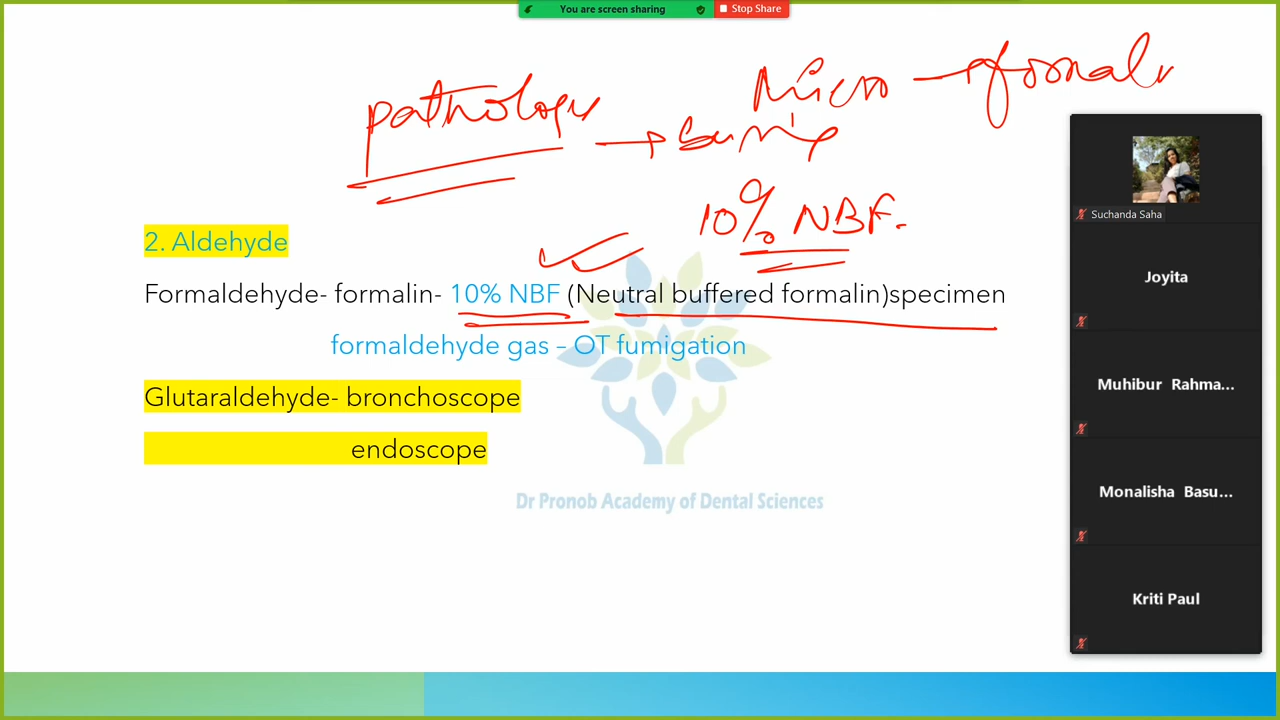 You are screen sharing
Stop Share
pathology
Micro → formali
10% NBF.
2. Aldehyde
Formaldehyde- formalin- 10% NBF (Neutral buffered formalin)specimen
formaldehyde gas – OT fumigation
Glutaraldehyde- bronchoscope
endoscope
Dr Pronob Academy of Dental Sciences
Suchanda Saha
Joyita
Muhibur Rahma...
Monalisha Basu...
Kriti Paul